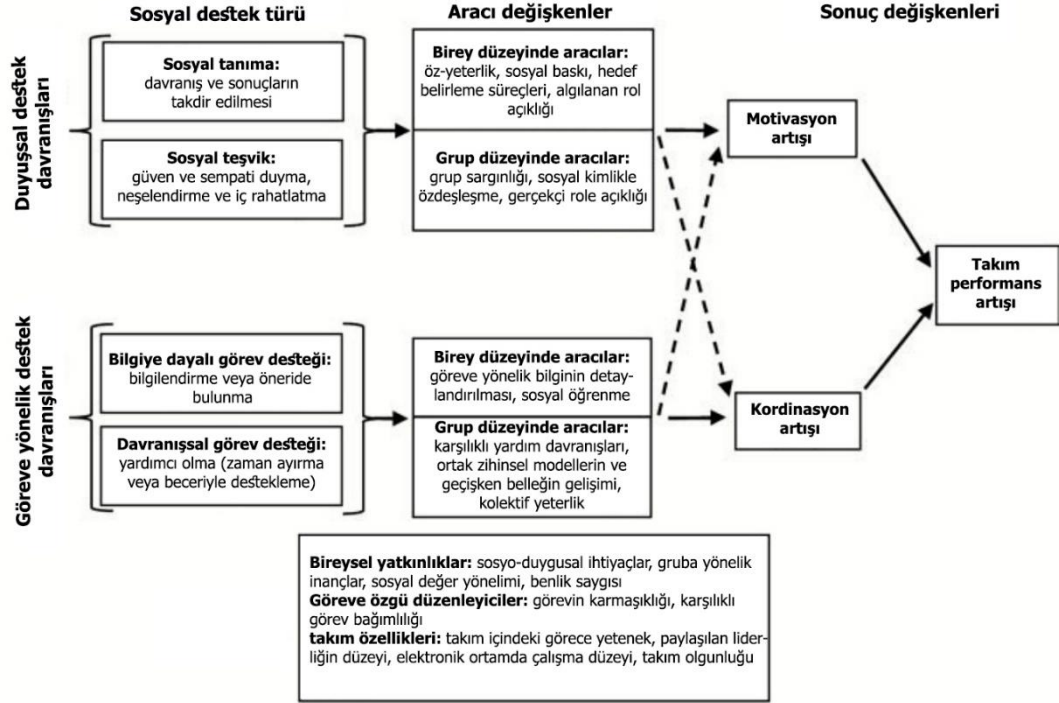 Sosyal destek türü
Aracı değişkenler
Sonuç değişkenleri
Duyuşsal destek
davranışları
Sosyal tanıma:
davranış ve sonuçların
takdir edilmesi
Sosyal teşvik:
güven ve sempati duyma,
neşelendirme ve iç rahatlatma
Birey düzeyinde aracılar:
öz-yeterlik, sosyal baskı, hedef
belirleme süreçleri, algılanan rol
açıklığı
Grup düzeyinde aracılar:
grup sargınlığı, sosyal kimlikle
özdeşleşme, gerçekçi role açıklığı
Motivasyon
artışı
Takım
performans
artışı
Göreve yönelik destek
davranışları
Bilgiye dayalı görev desteği:
bilgilendirme veya öneride
bulunma
Davranışsal görev desteği:
yardımcı olma (zaman ayırma
veya beceriyle destekleme)
Birey düzeyinde aracılar:
göreve yönelik bilginin detay-
landırılması, sosyal öğrenme
Grup düzeyinde aracılar:
karşılıklı yardım davranışları,
ortak zihinsel modellerin ve
geçişken belleğin gelişimi,
kolektif yeterlik
Kordinasyon
artışı
Bireysel yatkınlıklar: sosyo-duygusal ihtiyaçlar, gruba yönelik
inançlar, sosyal değer yönelimi, benlik saygısı
Göreve özgü düzenleyiciler: görevin karmaşıklığı, karşılıklı
görev bağımlılığı
takım özellikleri: takım içindeki görece yetenek, paylaşılan lider-
liğin düzeyi, elektronik ortamda çalışma düzeyi, takım olgunluğu